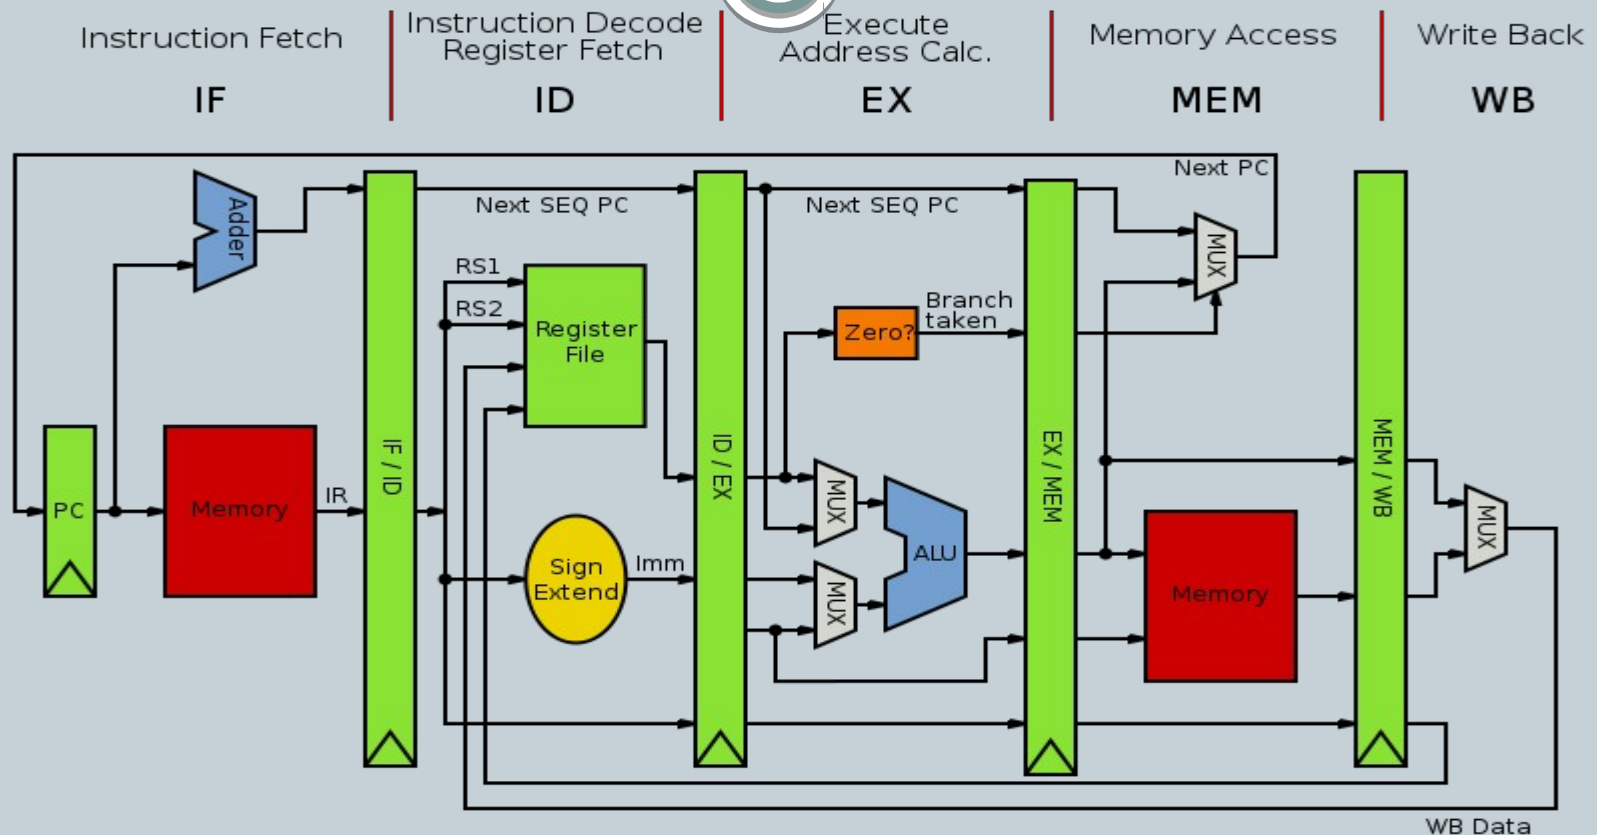 Instruction Fetch
IF
Instruction Decode
Register Fetch
ID
Execute
Address Calc.
EX
Memory Access
MEM
Write Back
WB
Next PC
Adder
Next SEQ PC
Next SEQ PC
MUX
RS1
RS2
Register
File
Branch
taken
Zero?
IF / ID
ID / EX
EX / MEM
MEM / WB
PC
Memory
IR
MUX
ALU
MUX
Sign
Extend
Imm
MUX
Memory
WB Data